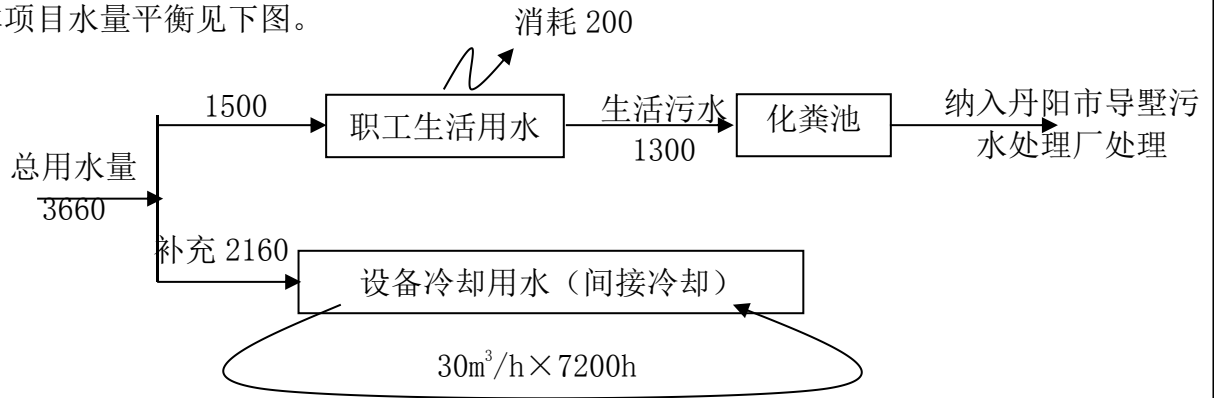 项目水量平衡见下图。
消耗 200
1500
职工生活用水
生活污水
1300
化粪池
纳入丹阳市导墅污
水处理厂处理
总用水量
3660
补充 2160
设备冷却用水（间接冷却）
30m³/h×7200h